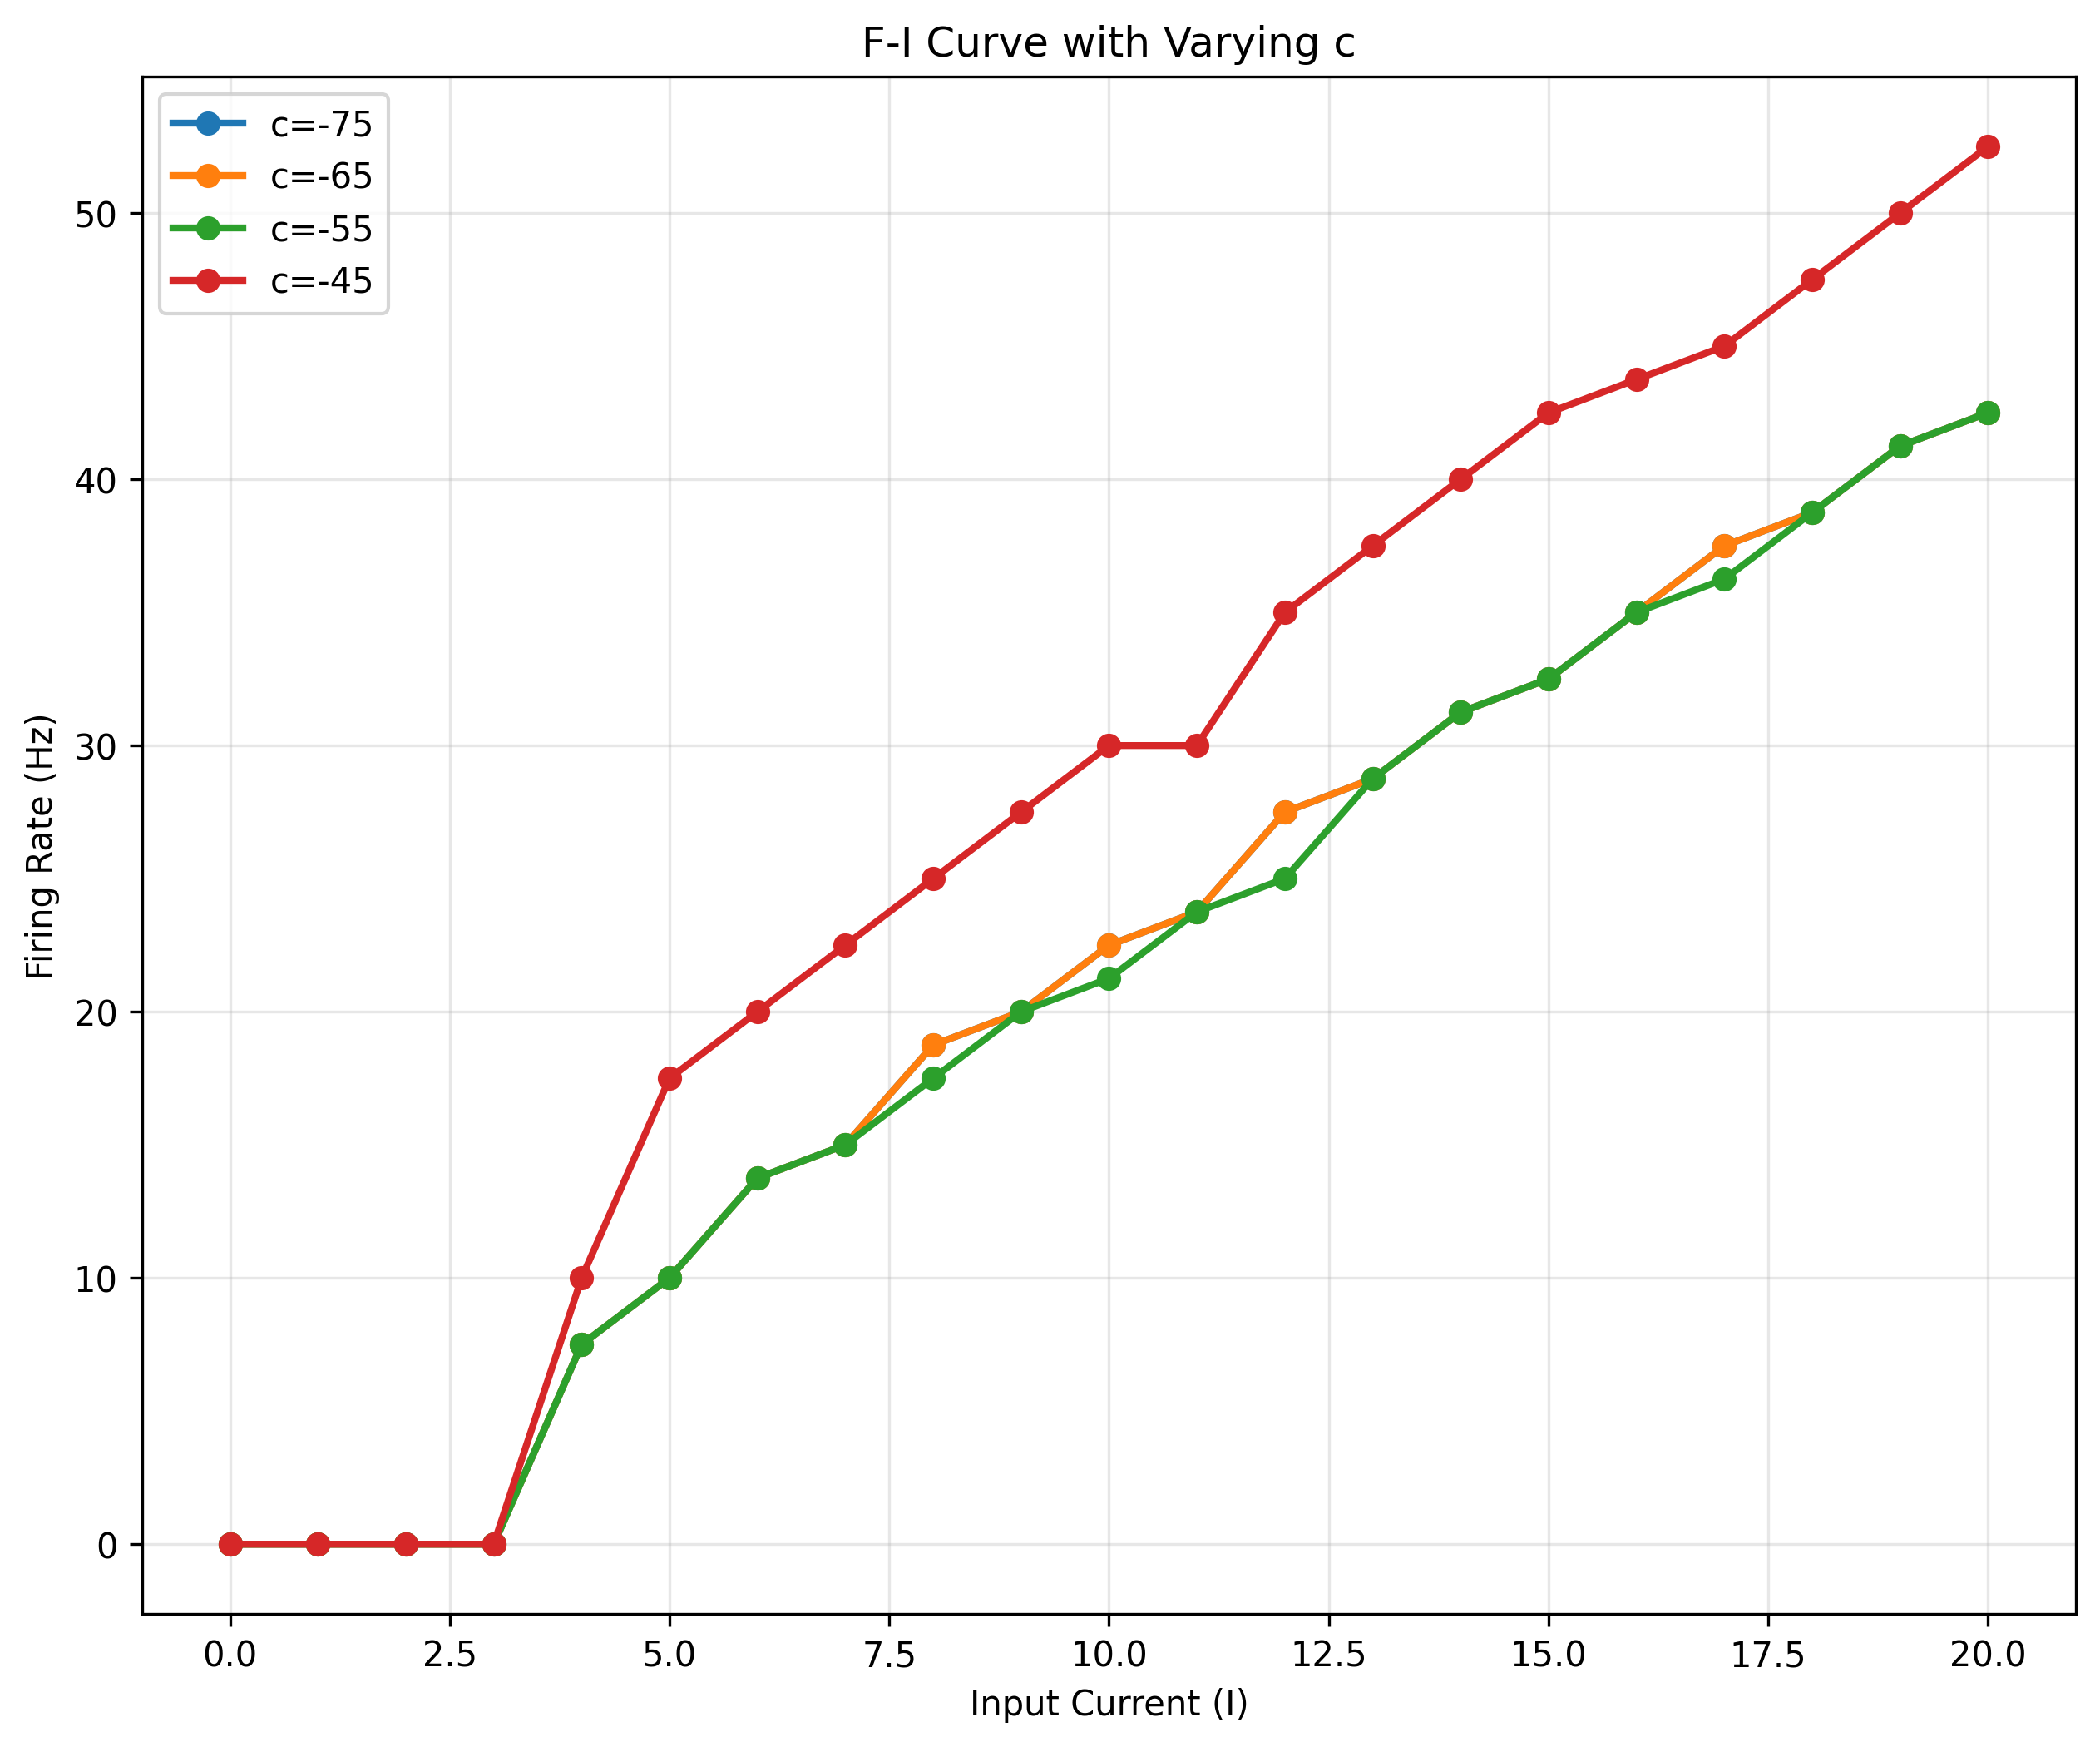 F-I Curve with Varying c
c=-75
c=-65
c=-55
c=-45
50
40
30
20
10
0
Firing Rate (Hz)
0.0 2.5 5.0 7.5 10.0 12.5 15.0 17.5 20.0
Input Current (I)